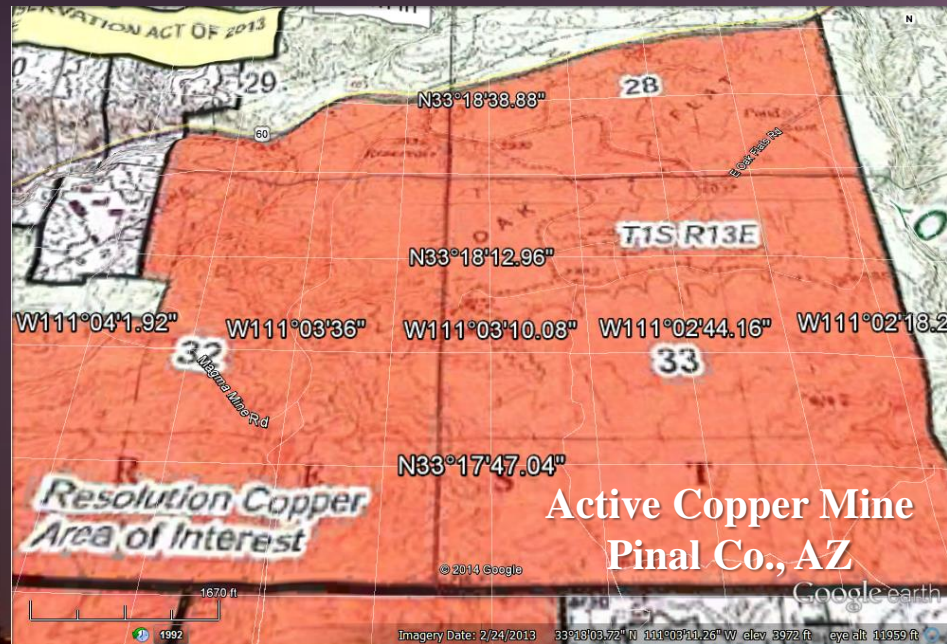 ERVATION ACT OF 2013
N
29
28
N33°18'38.88"
60
Reservoir
FLAT
E Oak Flats Rd
OAK
T1S R13E
N33°18'12.96"
W111°04'1.92" W111°03'36" W111°03'10.08" W111°02'44.16" W111°02'18.2
32
33
Magma Mine Rd
N33°17'47.04"
R E S T
Resolution Copper
Area of Interest
Active Copper Mine
Pinal Co., AZ
© 2014 Google
Google earth
1670 ft
1992
Imagery Date: 2/24/2013 33°18'03.72" N 111°03'11.26" W elev 3972 ft eye alt 11959 ft